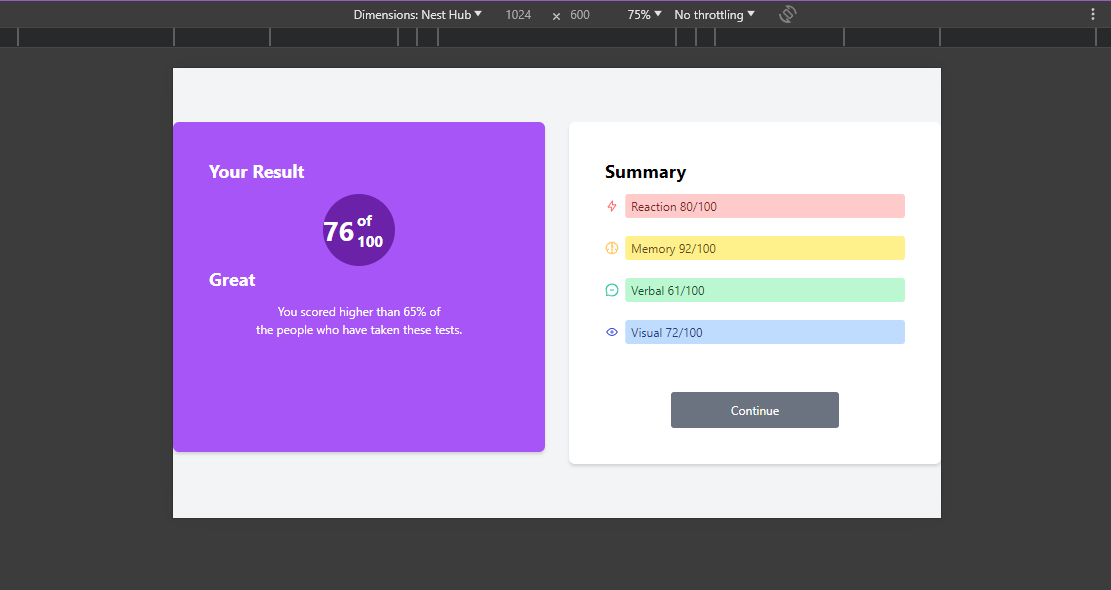 Dimensions: Nest Hub 1024 × 600 75% No throttling
Your Result
76 of
100
Great
You scored higher than 65% of
the people who have taken these tests.
Summary
Reaction 80/100
Memory 92/100
Verbal 61/100
Visual 72/100
Continue